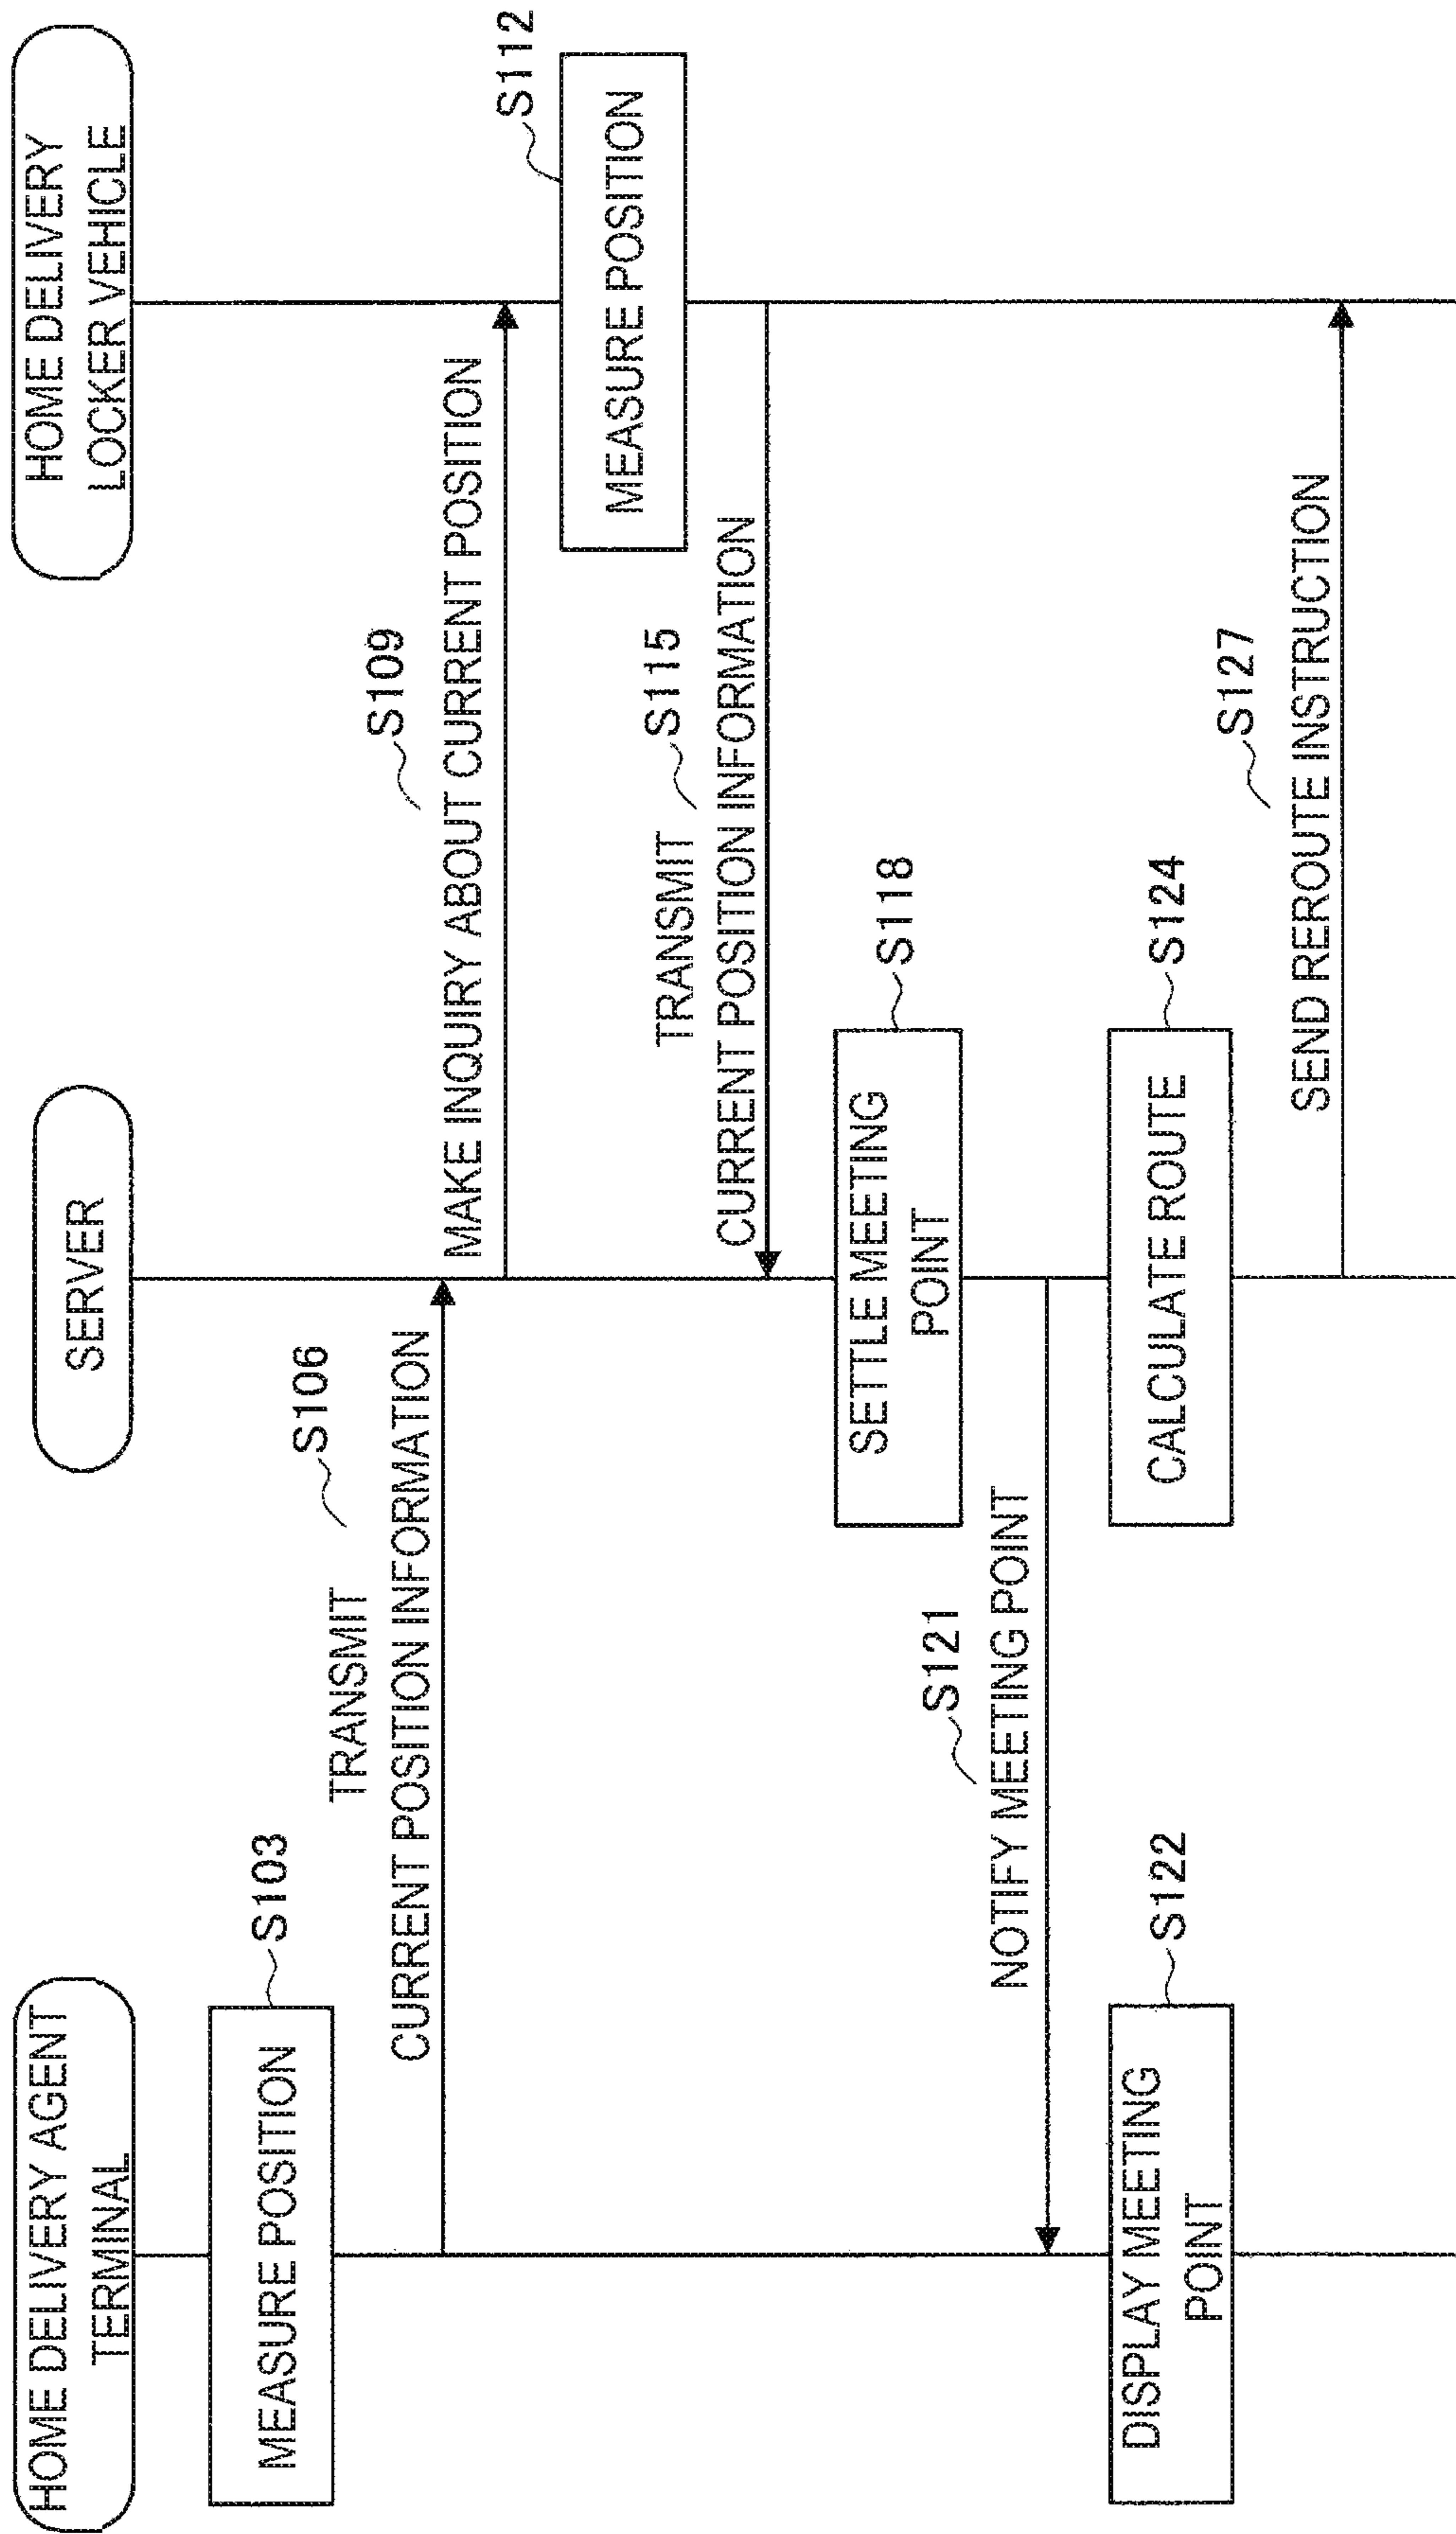 HOME DELIVERY AGENT
TERMINAL
SERVER
HOME DELIVERY
LOCKER VEHICLE
MEASURE POSITION
S103
TRANSMIT
S106
CURRENT POSITION INFORMATION
S109
MAKE INQUIRY ABOUT CURRENT POSITION
S112
MEASURE POSITION
TRANSMIT
S115
CURRENT POSITION INFORMATION
SETTLE MEETING
POINT
S118
S121
NOTIFY MEETING POINT
DISPLAY MEETING
POINT
S122
CALCULATE ROUTE
S124
S127
SEND REROUTE INSTRUCTION